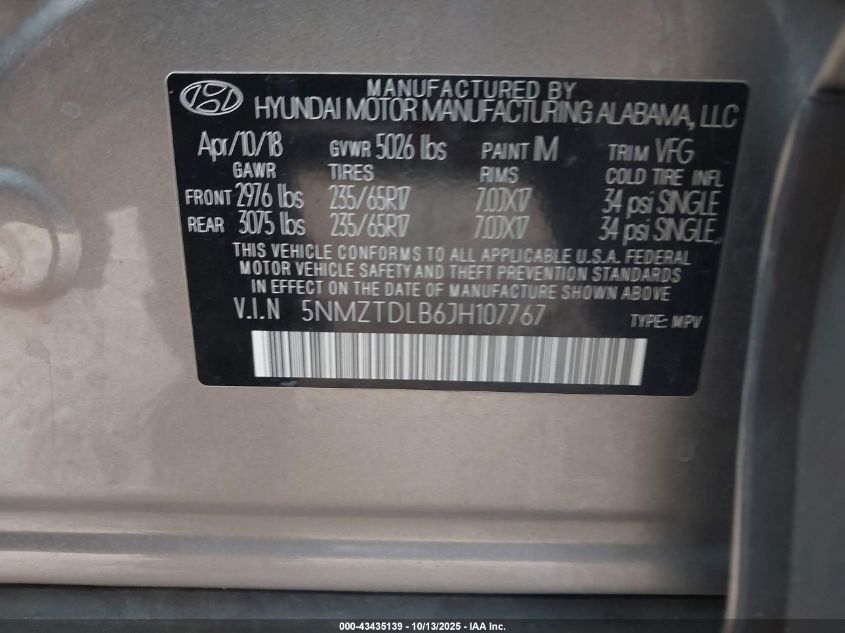 MANUFACTURED BY
HYUNDAI MOTOR MANUFACTURING ALABAMA, LLC
Apr/10/18 GVWR 5026 lbs PAINT IM TRIM VFG
GAWR TIRES RIMS COLD TIRE INFL
FRONT 2976 lbs 235/65R17 7.0JX17 34 psi SINGLE
REAR 3075 lbs 235/65R17 7.0JX17 34 psi SINGLE
THIS VEHICLE CONFORMS TO ALL APPLICABLE U.S.A. FEDERAL
MOTOR VEHICLE SAFETY AND THEFT PREVENTION STANDARDS
IN EFFECT ON THE DATE OF MANUFACTURE SHOWN ABOVE.
V.I.N 5NMZTDLB6JH107767 TYPE: MPV
000-43435139 - 10/13/2025 - IAA Inc.